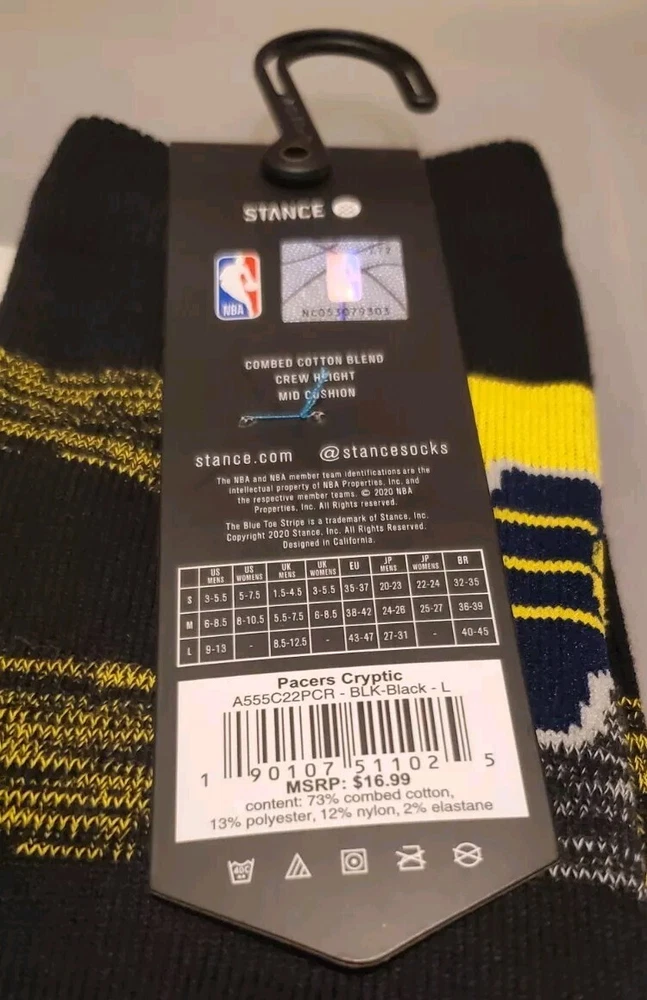 STANCE
NBA
NC053079303
COMBED COTTON BLEND
CREW HEIGHT
MID CUSHION
stance.com @stancesocks
The NBA and NBA member team identifications are the
intellectual property of NBA Properties, Inc. and
the respective member teams. © 2020 NBA
Properties, Inc. All Rights reserved.
The Blue Toe Stripe is a trademark of Stance, Inc.
Copyright 2020 Stance, Inc. All Rights Reserved.
Designed in California.
US MENS US WOMENS UK MENS UK WOMENS EU JP MENS JP WOMENS BR
S 3-5.5 5-7.5 1.5-4.5 3-5.5 35-37 20-23 22-24 32-35
M 6-8.5 8-10.5 5.5-7.5 6-8.5 38-42 24-26 25-27 36-39
L 9-13 - 8.5-12.5 - 43-47 27-31 - 40-45
Pacers Cryptic
A555C22PCR - BLK-Black - L
1 90107 51102 5
MSRP: $16.99
content: 73% combed cotton,
13% polyester, 12% nylon, 2% elastane